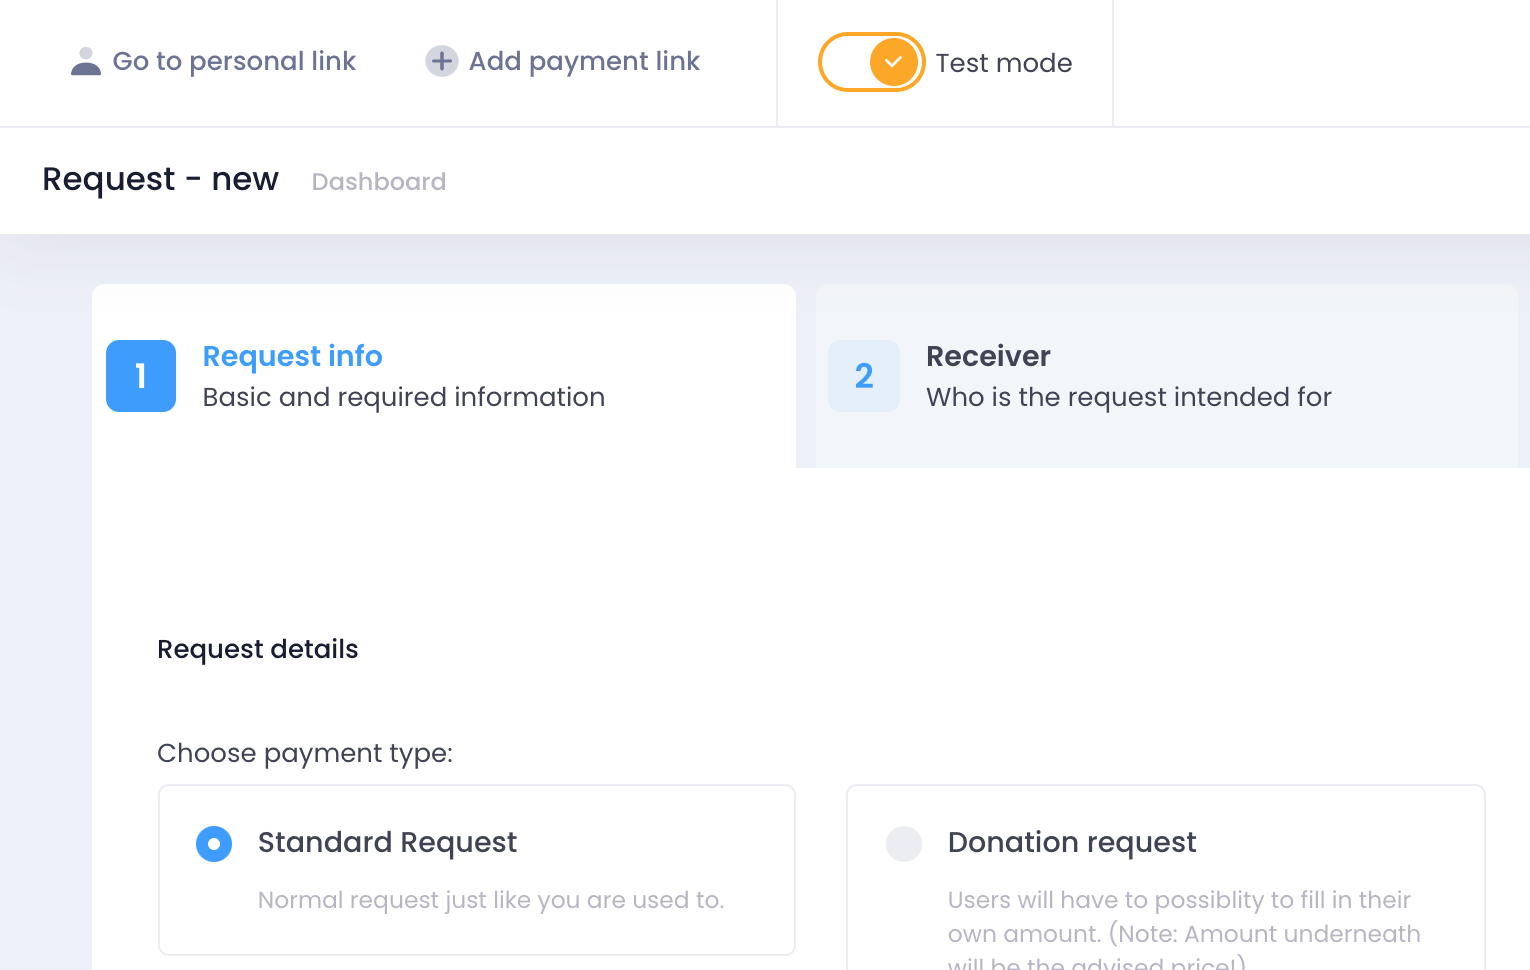 Go to personal link
Add payment link
Test mode
Request - new
Dashboard
1
Request info
Basic and required information
2
Receiver
Who is the request intended for
Request details
Choose payment type:
Standard Request
Normal request just like you are used to.
Donation request
Users will have to possiblity to fill in their
own amount. (Note: Amount underneath
will be the advised price!)